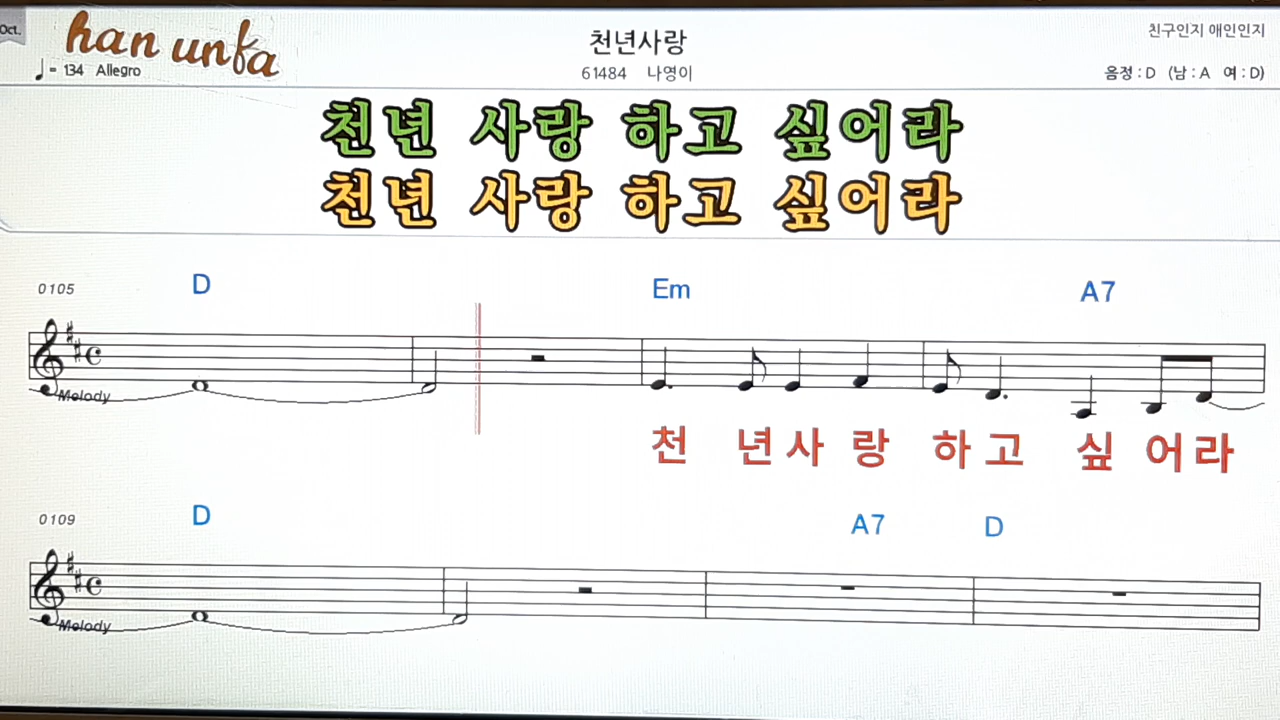 Oct.
han unfa
천년사랑
친구인지 애인인지
♩= 134 Allegro
61484 나영이
음정 : D (남 : A 여 : D)
천년 사랑 하고 싶어라
천년 사랑 하고 싶어라
0105
D Em A7
Melody
천 년사 랑 하고 싶 어라
0109
D A7 D
Melody